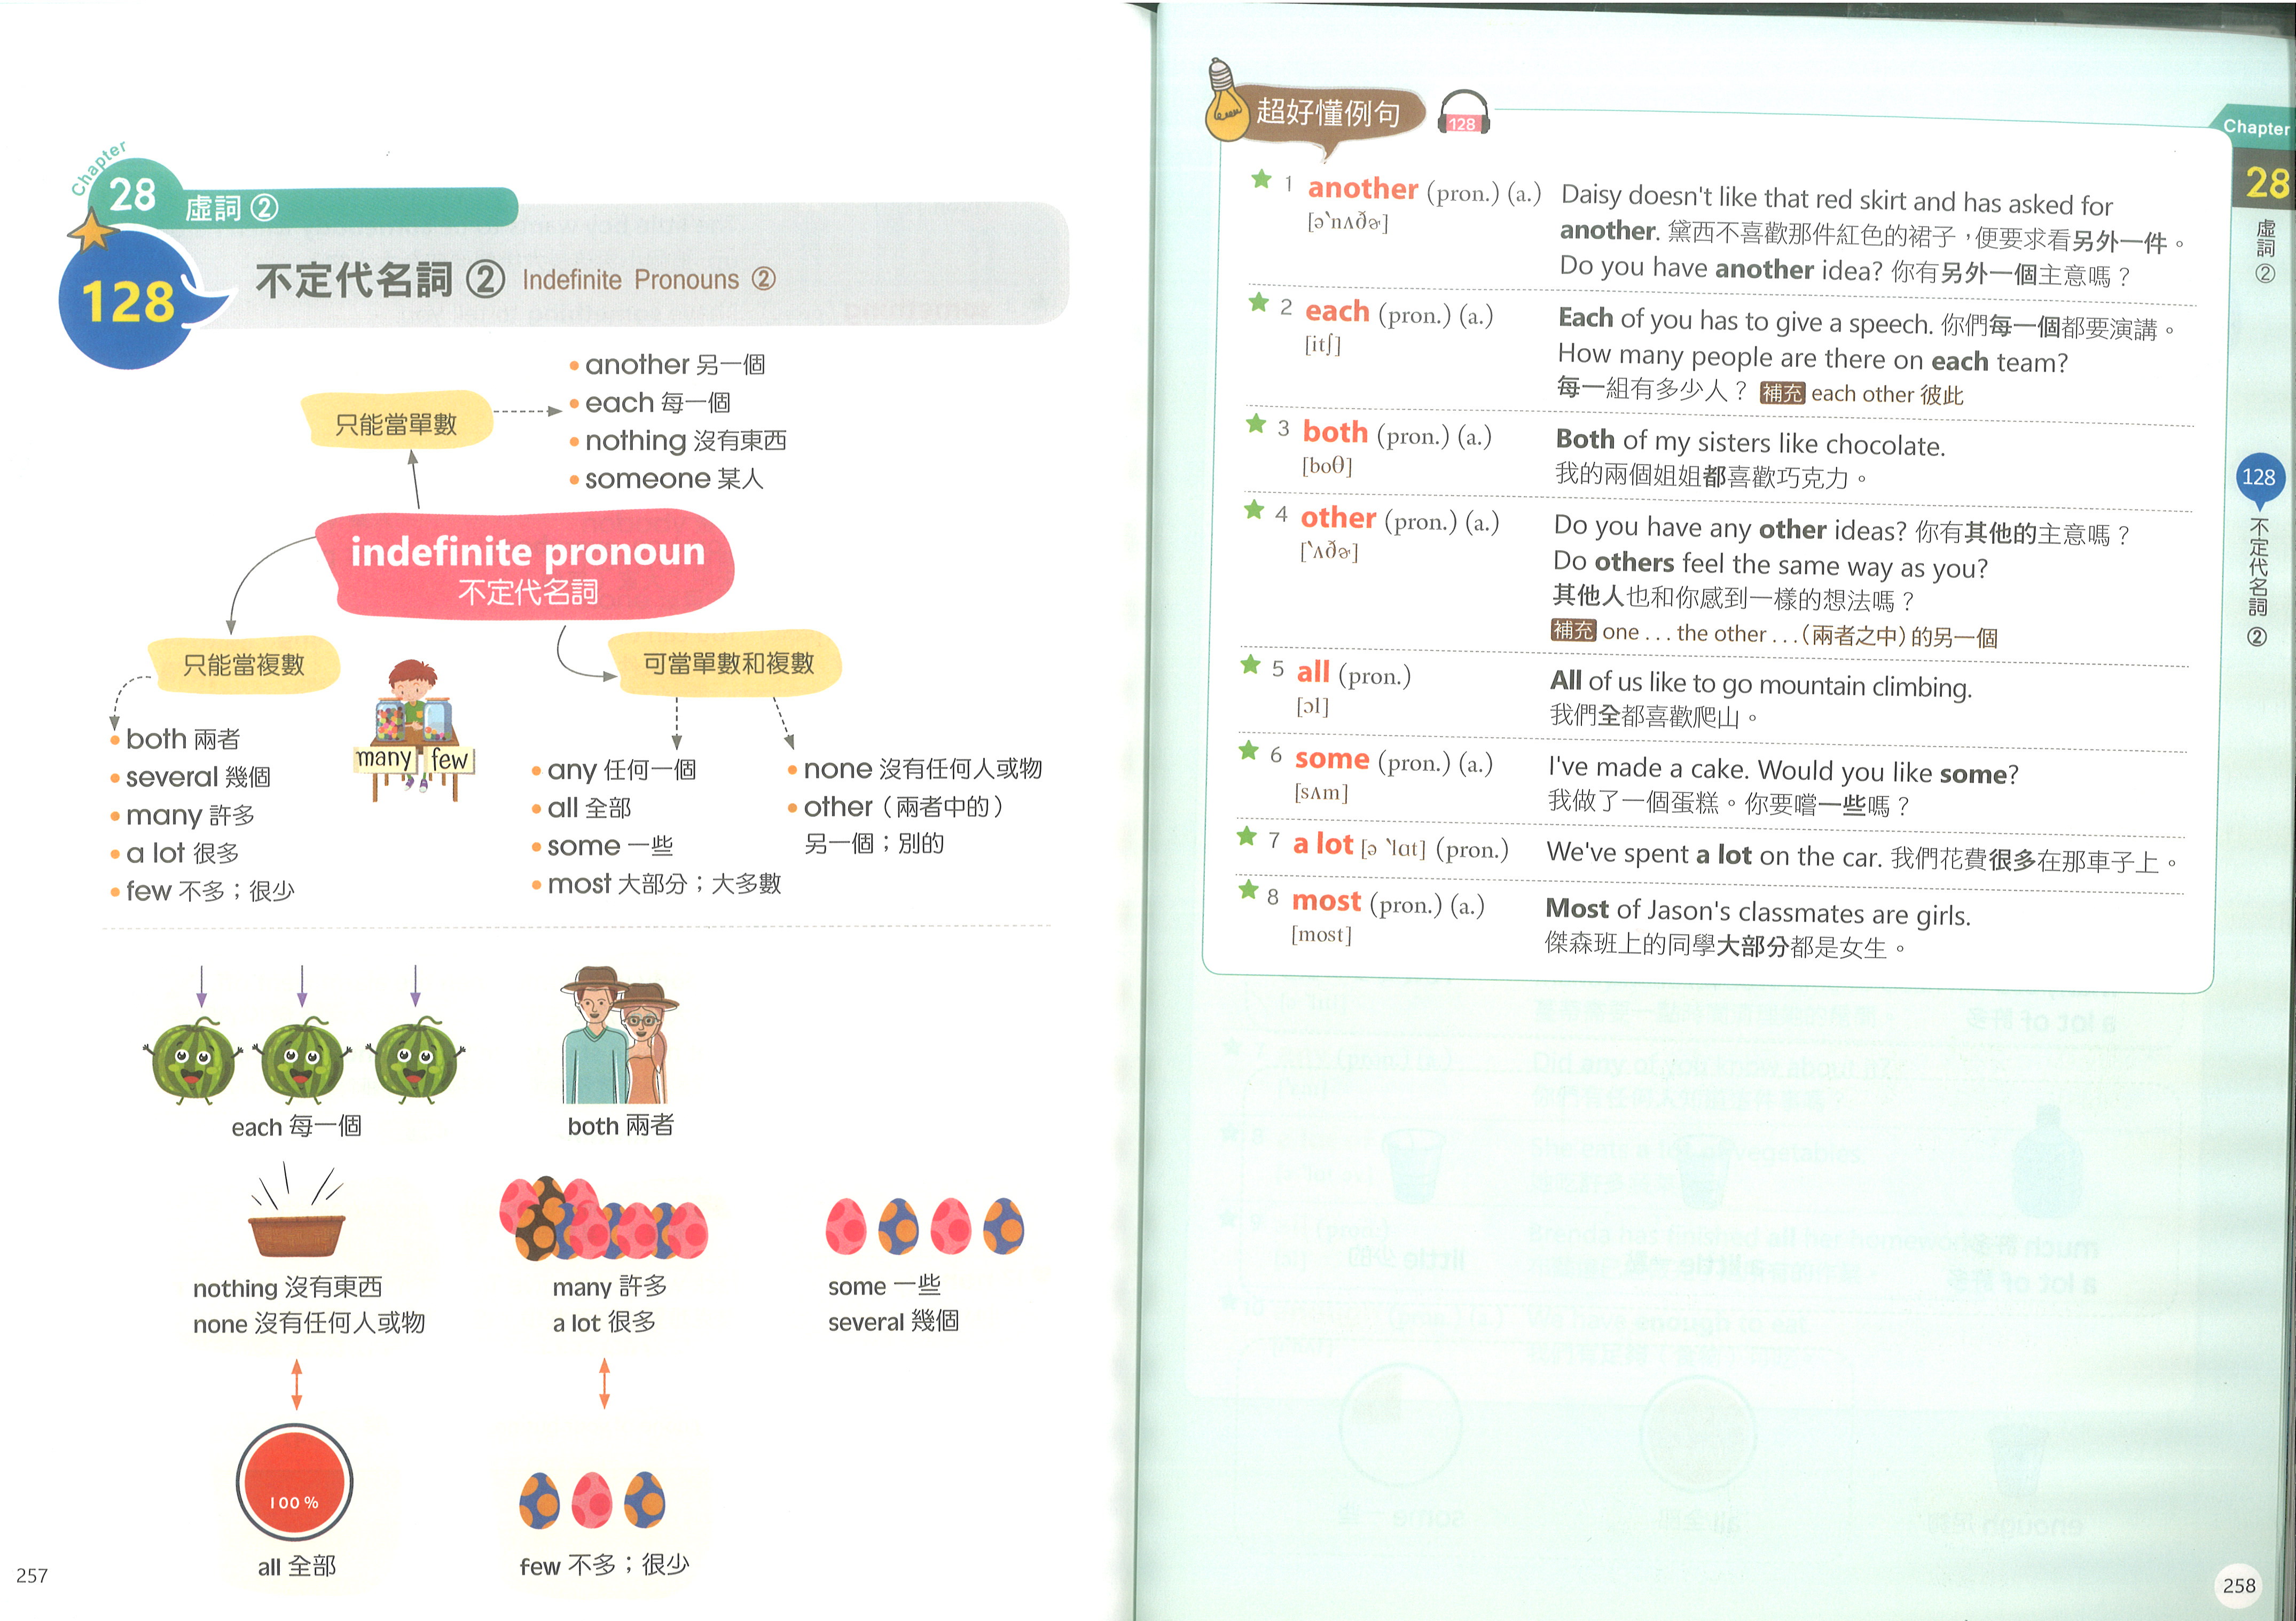 Chapter
28 虛詞②
128
不定代名詞② Indefinite Pronouns ②
只能當單數
• another 另一個
• each 每一個
• nothing 沒有東西
• someone 某人
indefinite pronoun
不定代名詞
只能當複數
• both 兩者
• several 幾個
• many 許多
• a lot 很多
• few 不多；很少
many few
可當單數和複數
• any 任何一個
• all 全部
• some 一些
• most 大部分；大多數
• none 沒有任何人或物
• other（兩者中的）
另一個；別的
each 每一個
both 兩者
nothing 沒有東西
none 沒有任何人或物
many 許多
a lot 很多
some 一些
several 幾個
100%
all 全部
few 不多；很少
257
超好懂例句
128
★ 1 another (pron.) (a.) Daisy doesn't like that red skirt and has asked for
[əˋnʌðɚ] another. 黛西不喜歡那件紅色的裙子，便要求看另外一件。
Do you have another idea? 你有另外一個主意嗎？
★ 2 each (pron.) (a.) Each of you has to give a speech. 你們每一個都要演講。
[itʃ] How many people are there on each team?
每一組有多少人？ 補充 each other 彼此
★ 3 both (pron.) (a.) Both of my sisters like chocolate.
[boθ] 我的兩個姐姐都喜歡巧克力。
★ 4 other (pron.) (a.) Do you have any other ideas? 你有其他的主意嗎？
[ˋʌðɚ] Do others feel the same way as you?
其他人也和你感到一樣的想法嗎？
補充 one . . . the other . . .（兩者之中）的另一個
★ 5 all (pron.) All of us like to go mountain climbing.
[ɔl] 我們全都喜歡爬山。
★ 6 some (pron.) (a.) I've made a cake. Would you like some?
[sʌm] 我做了一個蛋糕。你要嚐一些嗎？
★ 7 a lot [ə ˋlɑt] (pron.) We've spent a lot on the car. 我們花費很多在那車子上。
★ 8 most (pron.) (a.) Most of Jason's classmates are girls.
[most] 傑森班上的同學大部分都是女生。
Chapter
28
虛詞②
128
不定代名詞②
258